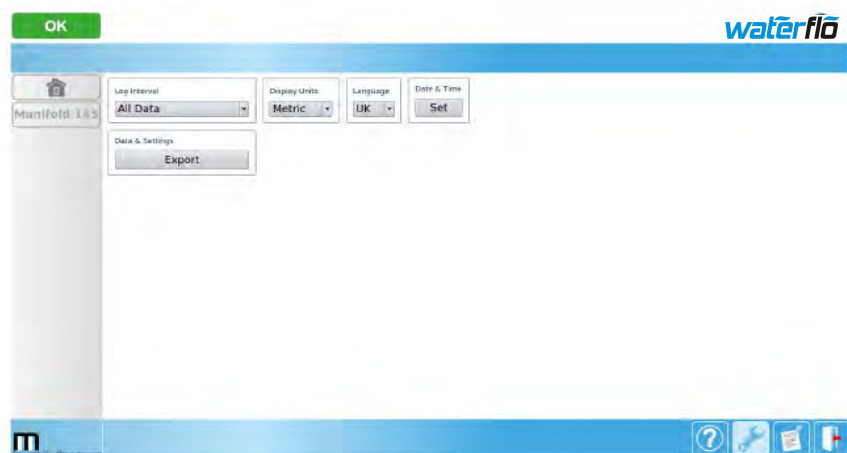 OK
waterflō
Log Interval
Display Units
Language
Date & Time
Manifold 1&5
All Data
Metric
UK
Set
Data & Settings
Export
m
?